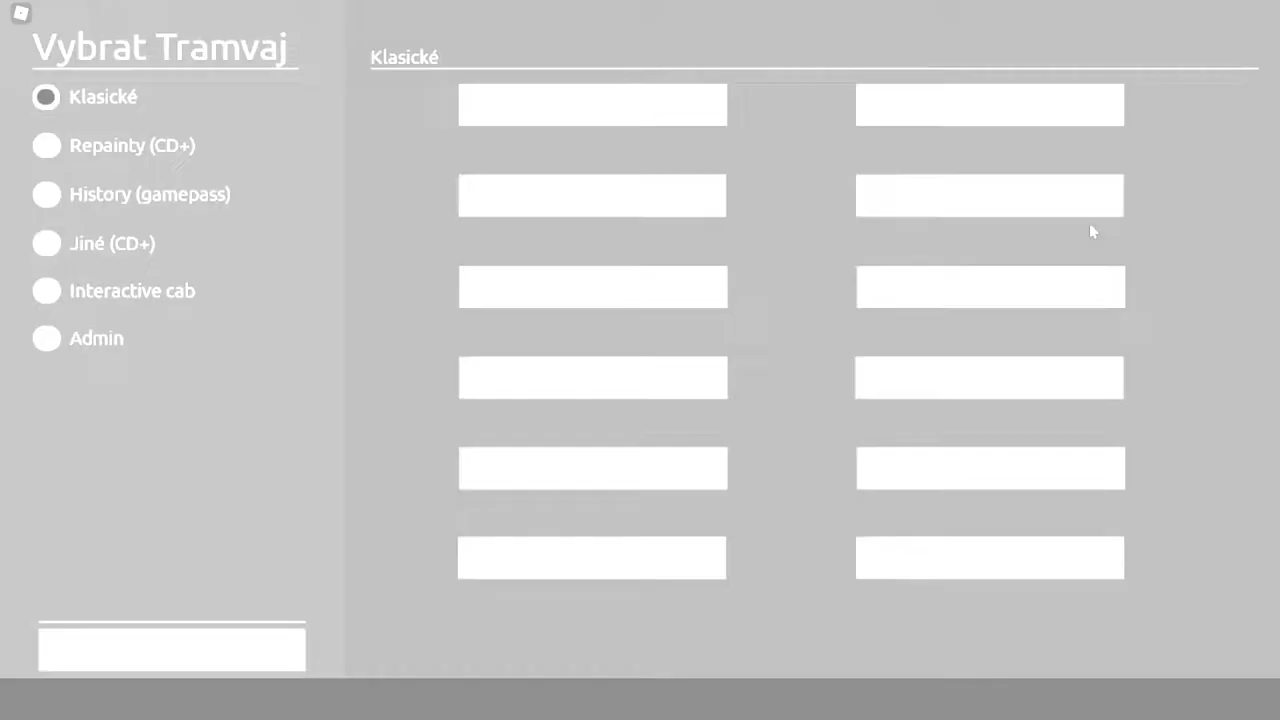 Vybrat Tramvaj
Klasické
Repainty (CD+)
History (gamepass)
Jiné (CD+)
Interactive cab
Admin
Klasické